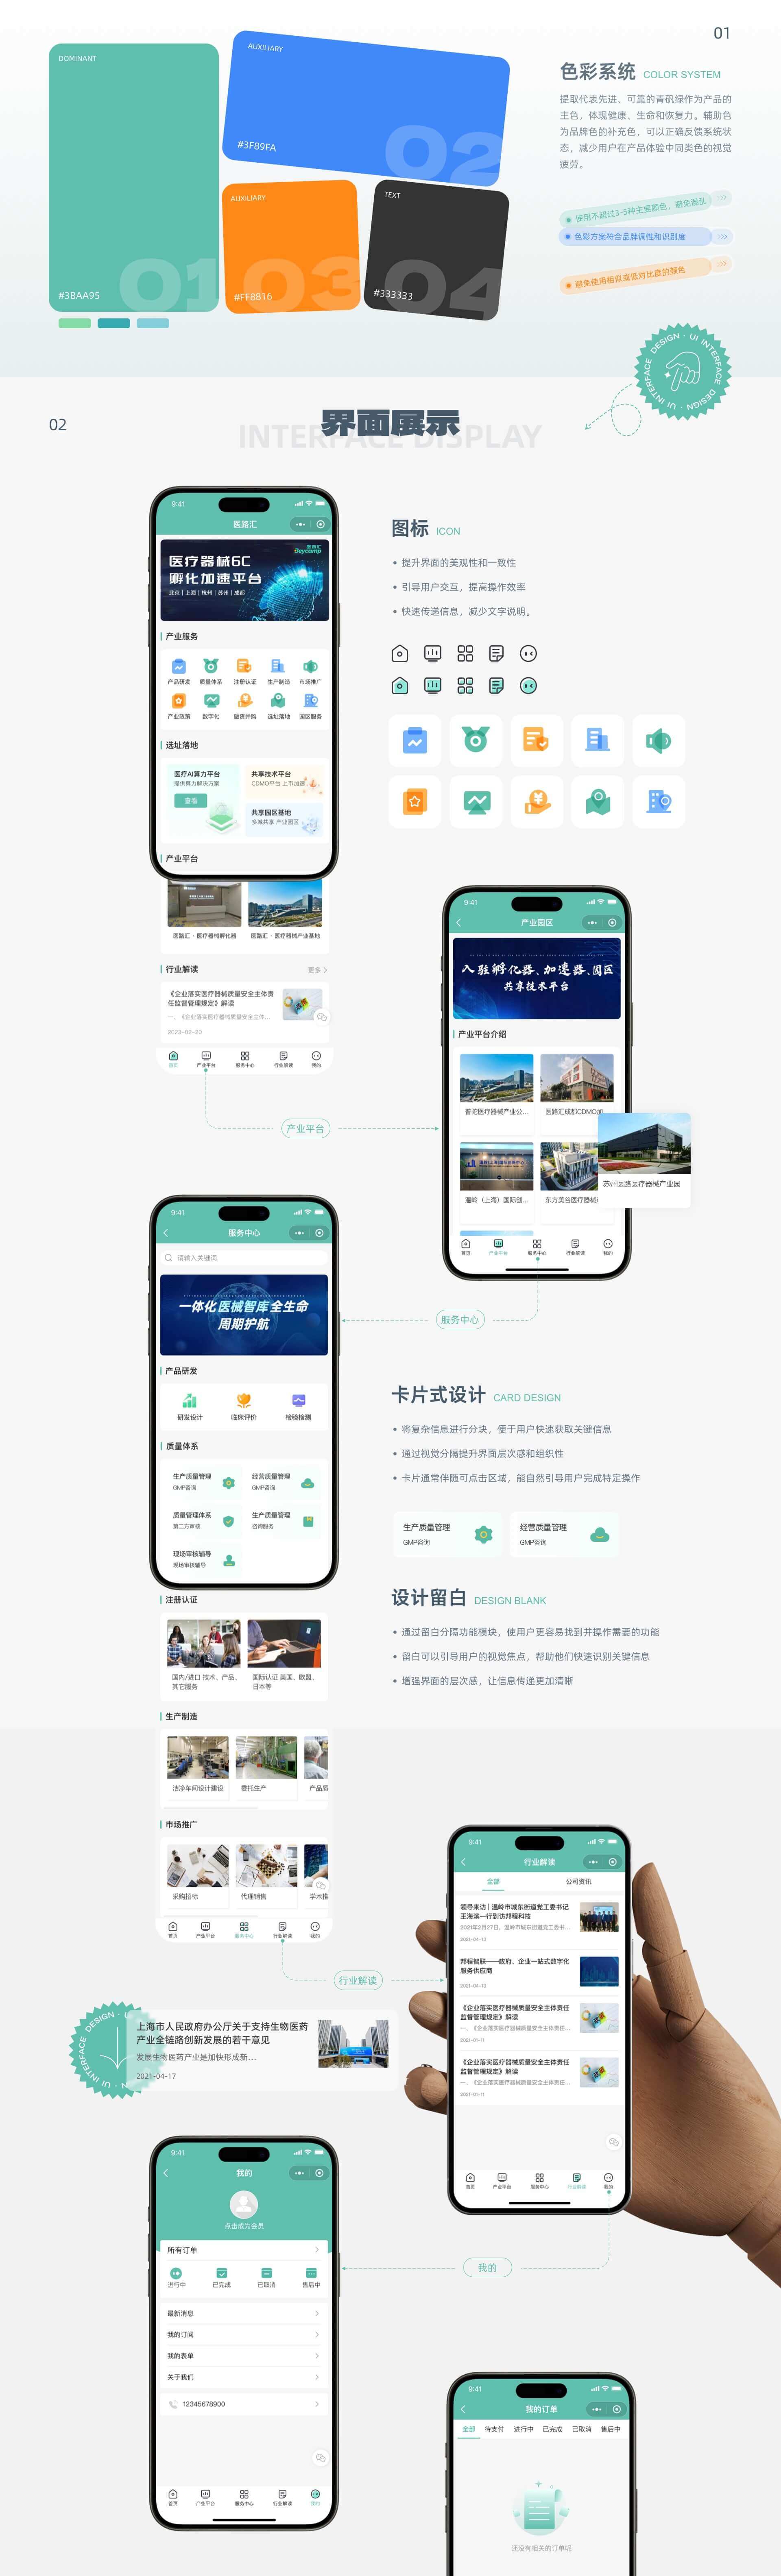 01
DOMINANT
#3BAA95
01
AUXILIARY
#3F89FA
02
AUXILIARY
#FF8816
03
TEXT
#333333
04
色彩系统 COLOR SYSTEM
提取代表先进、可靠的青矾绿作为产品的
主色，体现健康、生命和恢复力。辅助色
为品牌色的补充色，可以正确反馈系统状
态，减少用户在产品体验中同类色的视觉
疲劳。
使用不超过3-5种主要颜色，避免混乱
色彩方案符合品牌调性和识别度
避免使用相似或低对比度的颜色
UI INTERFACE DESIGN · UI INTERFACE DESIGN ·
02
界面展示
INTERFACE DISPLAY
9:41
医路汇
医疗器械6C
孵化加速平台
北京 | 上海 | 杭州 | 苏州 | 成都
产业服务
产品研发 质量体系 注册认证 生产制造 市场推广
产业政策 数字化 融资并购 选址落地 园区服务
选址落地
医疗AI算力平台
提供算力解决方案
查看
共享技术平台
CDMO平台 上市加速
共享园区基地
多城共享 产业园区
产业平台
医路汇 · 医疗器械孵化器
医路汇 · 医疗器械产业基地
行业解读
更多
《企业落实医疗器械质量安全主体责
任监督管理规定》解读
一、《企业落实医疗器械质量安全主体...
2023-02-20
首页 产业平台 服务中心 行业解读 我的
图标 ICON
• 提升界面的美观性和一致性
• 引导用户交互，提高操作效率
• 快速传递信息，减少文字说明。
产业平台
9:41
产业园区
入驻孵化器、加速器、园区
共享技术平台
产业平台介绍
普陀医疗器械产业公...
医路汇成都CDMO加
温岭（上海）国际创...
东方美谷医疗器械
苏州医路医疗器械产业园
首页 产业平台 服务中心 行业解读 我的
服务中心
9:41
服务中心
请输入关键词
一体化医械智库全生命
周期护航
产品研发
研发设计 临床评价 检验检测
质量体系
生产质量管理
GMP咨询
经营质量管理
GMP咨询
质量管理体系
第二方审核
生产质量管理
咨询服务
现场审核辅导
现场审核辅导
注册认证
国内/进口 技术、产品、
其它服务
国际认证 美国、欧盟、
日本等
生产制造
洁净车间设计建设
委托生产
产品质
市场推广
采购招标
代理销售
学术推
首页 产业平台 服务中心 行业解读 我的
卡片式设计 CARD DESIGN
• 将复杂信息进行分块，便于用户快速获取关键信息
• 通过视觉分隔提升界面层次感和组织性
• 卡片通常伴随可点击区域，能自然引导用户完成特定操作
生产质量管理
GMP咨询
经营质量管理
GMP咨询
设计留白 DESIGN BLANK
• 通过留白分隔功能模块，使用户更容易找到并操作需要的功能
• 留白可以引导用户的视觉焦点，帮助他们快速识别关键信息
• 增强界面的层次感，让信息传递更加清晰
行业解读
9:41
行业解读
全部 公司资讯
领导来访 | 温岭市城东街道党工委书记
王海滨一行到访邦程科技
2021年2月27日，温岭市城东街道党工委书...
2021-04-13
邦程智联——政府、企业一站式数字化
服务供应商
2021-04-12
《企业落实医疗器械质量安全主体责任
监督管理规定》解读
一、《企业落实医疗器械质量安全主体责任...
2021-01-11
《企业落实医疗器械质量安全主体责任
监督管理规定》解读
一、《企业落实医疗器械质量安全主体责任...
2021-01-11
首页 产业平台 服务中心 行业解读 我的
上海市人民政府办公厅关于支持生物医药
产业全链路创新发展的若干意见
发展生物医药产业是加快形成新...
2021-04-17
我的
9:41
我的
点击成为会员
所有订单
进行中 已完成 已取消 售后中
最新消息
我的订阅
我的表单
关于我们
12345678900
首页 产业平台 服务中心 行业解读 我的
9:41
我的订单
全部 待支付 进行中 已完成 已取消 售后中
还没有相关的订单呢